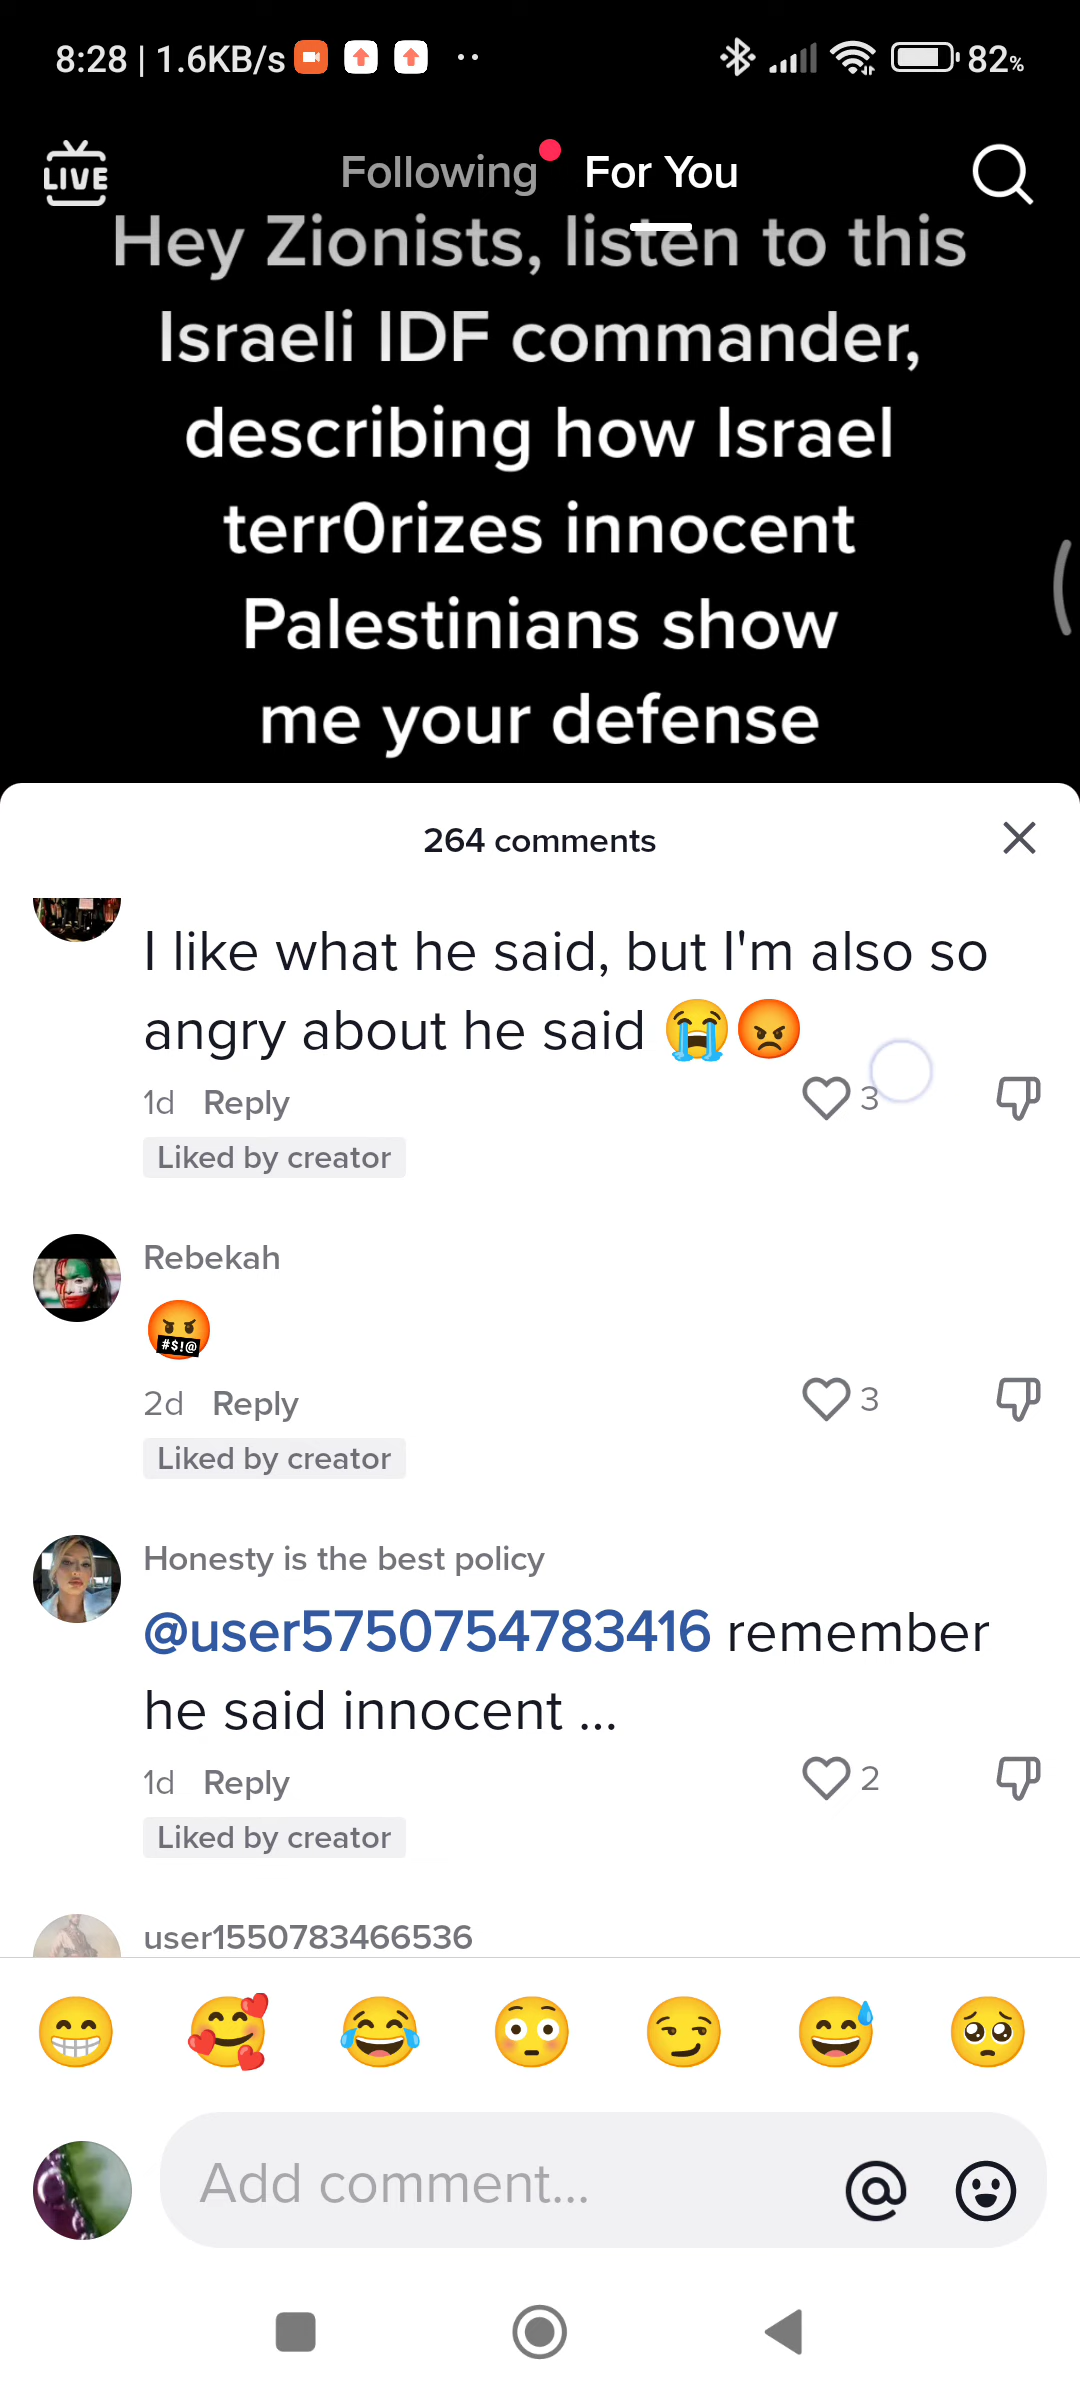 8:28 | 1.6KB/s
82%
LIVE
Following
For You
Hey Zionists, listen to this
Israeli IDF commander,
describing how Israel
terr0rizes innocent
Palestinians show
me your defense
264 comments
I like what he said, but I'm also so
angry about he said 😭😡
1d Reply
3
Liked by creator
Rebekah
🤬
2d Reply
3
Liked by creator
Honesty is the best policy
@user5750754783416 remember
he said innocent ...
1d Reply
2
Liked by creator
user1550783466536
😁 🥰 😂 😳 😏 😅 🥺
Add comment...